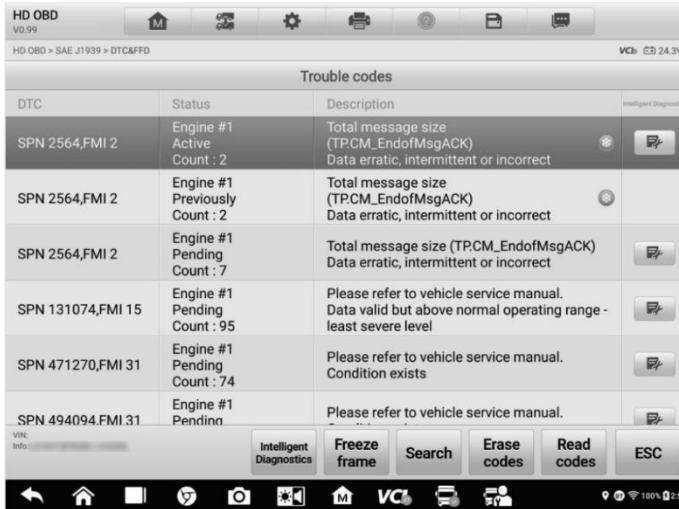 HD OBD
V0.99
HD OBD > SAE J1939 > DTC&FFD
VCI 24.3V
Trouble codes
DTC Status Description Intelligent Diagnost
SPN 2564,FMI 2
Engine #1
Active
Count : 2
Total message size
(TP.CM_EndofMsgACK)
Data erratic, intermittent or incorrect
SPN 2564,FMI 2
Engine #1
Previously
Count : 2
Total message size
(TP.CM_EndofMsgACK)
Data erratic, intermittent or incorrect
SPN 2564,FMI 2
Engine #1
Pending
Count : 7
Total message size (TP.CM_EndofMsgACK)
Data erratic, intermittent or incorrect
SPN 131074,FMI 15
Engine #1
Pending
Count : 95
Please refer to vehicle service manual.
Data valid but above normal operating range -
least severe level
SPN 471270,FMI 31
Engine #1
Pending
Count : 74
Please refer to vehicle service manual.
Condition exists
SPN 494094,FMI 31
Engine #1
Pending
Please refer to vehicle service manual.
VIN:
Info:
Intelligent
Diagnostics
Freeze
frame
Search
Erase
codes
Read
codes
ESC
M VCI 100%